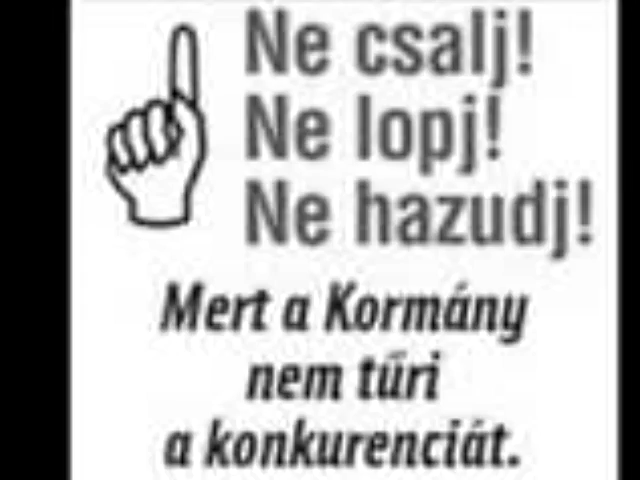 Ne csalj!
Ne lopj!
Ne hazudj!
Mert a Kormány
nem tűri
a konkurenciát.